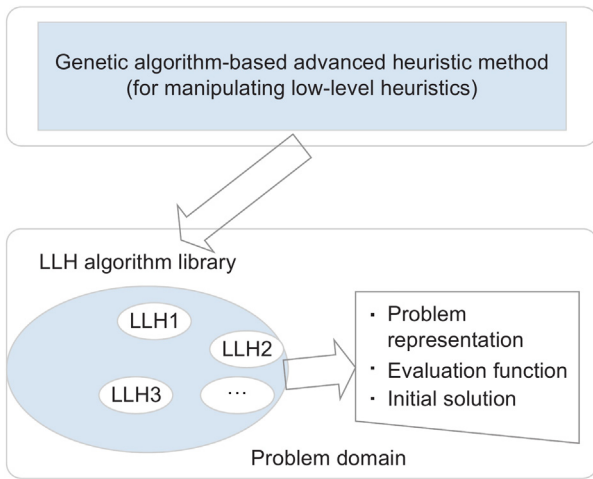 Genetic algorithm-based advanced heuristic method
(for manipulating low-level heuristics)
LLH algorithm library
LLH1
LLH2
LLH3
...
· Problem
representation
· Evaluation function
· Initial solution
Problem domain